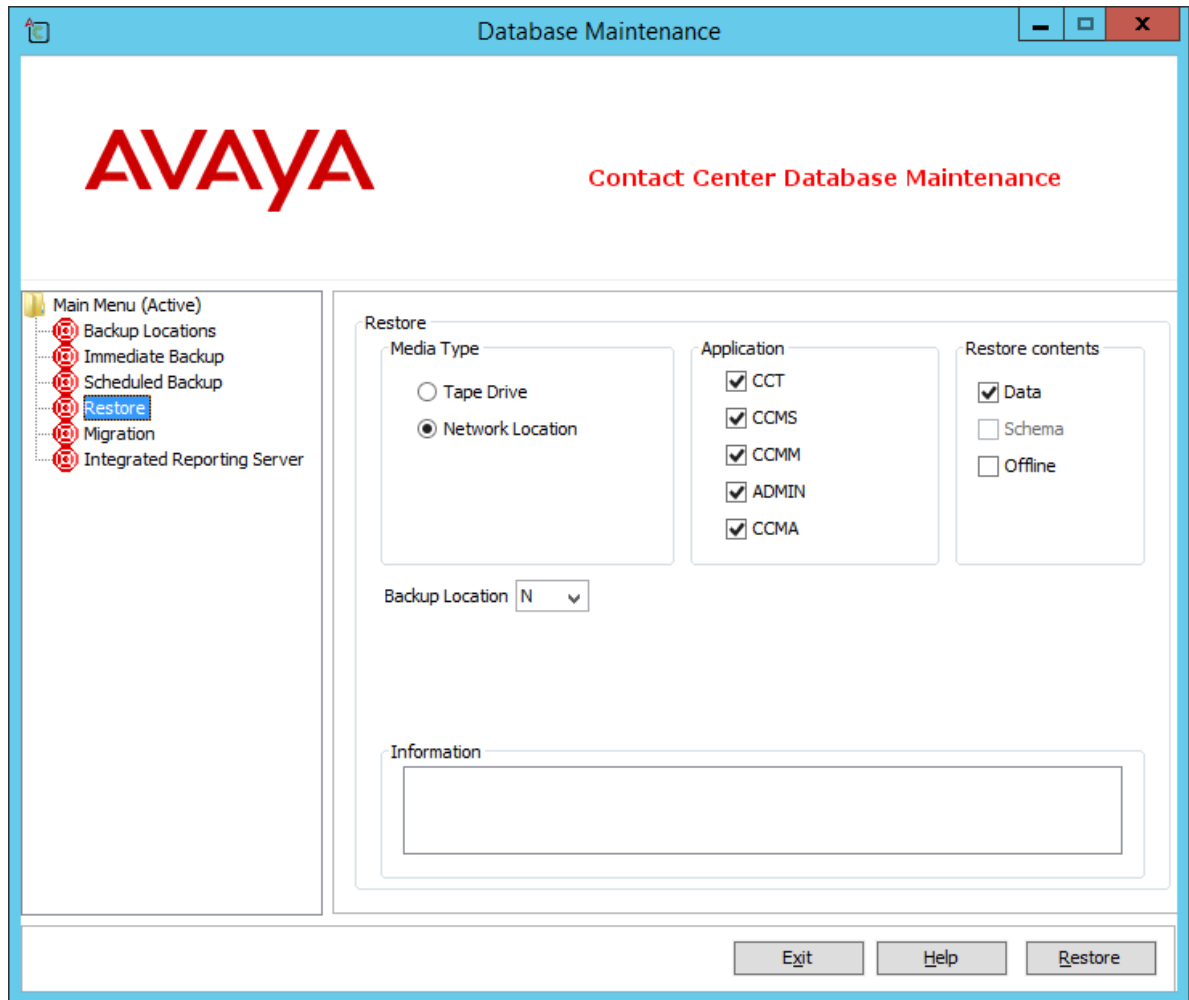 Database Maintenance
AVAYA
Contact Center Database Maintenance
Main Menu (Active)
Backup Locations
Immediate Backup
Scheduled Backup
Restore
Migration
Integrated Reporting Server
Restore
Media Type
Tape Drive
Network Location
Application
CCT
CCMS
CCMM
ADMIN
CCMA
Restore contents
Data
Schema
Offline
Backup Location N
Information
Exit Help Restore